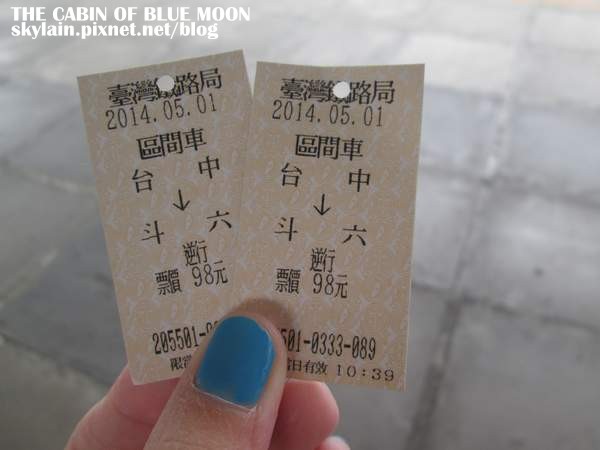 THE CABIN OF BLUE MOON
skylain.pixnet.net/blog
臺灣鐵路局
2014.05.01
區間車
台 中
↓
斗 六
逆行
票價 98元
205501-0
臺灣鐵路局
2014.05.01
區間車
台 中
↓
斗 六
逆行
票價 98元
501-0333-089
日有效 10:39